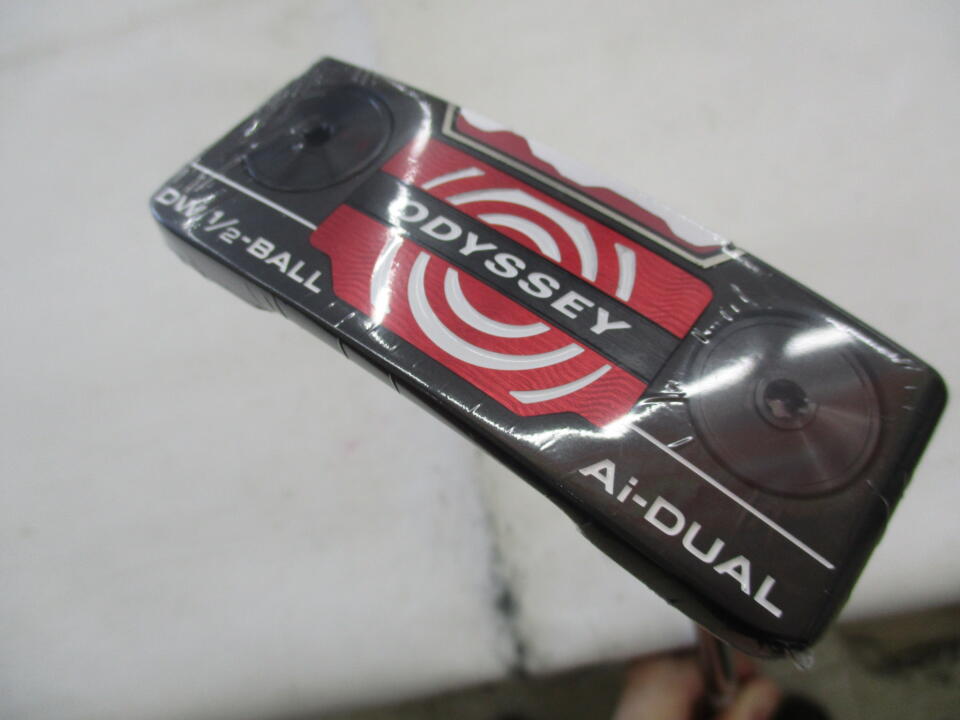 ODYSSEY
DW 1/2-BALL
Ai-DUAL